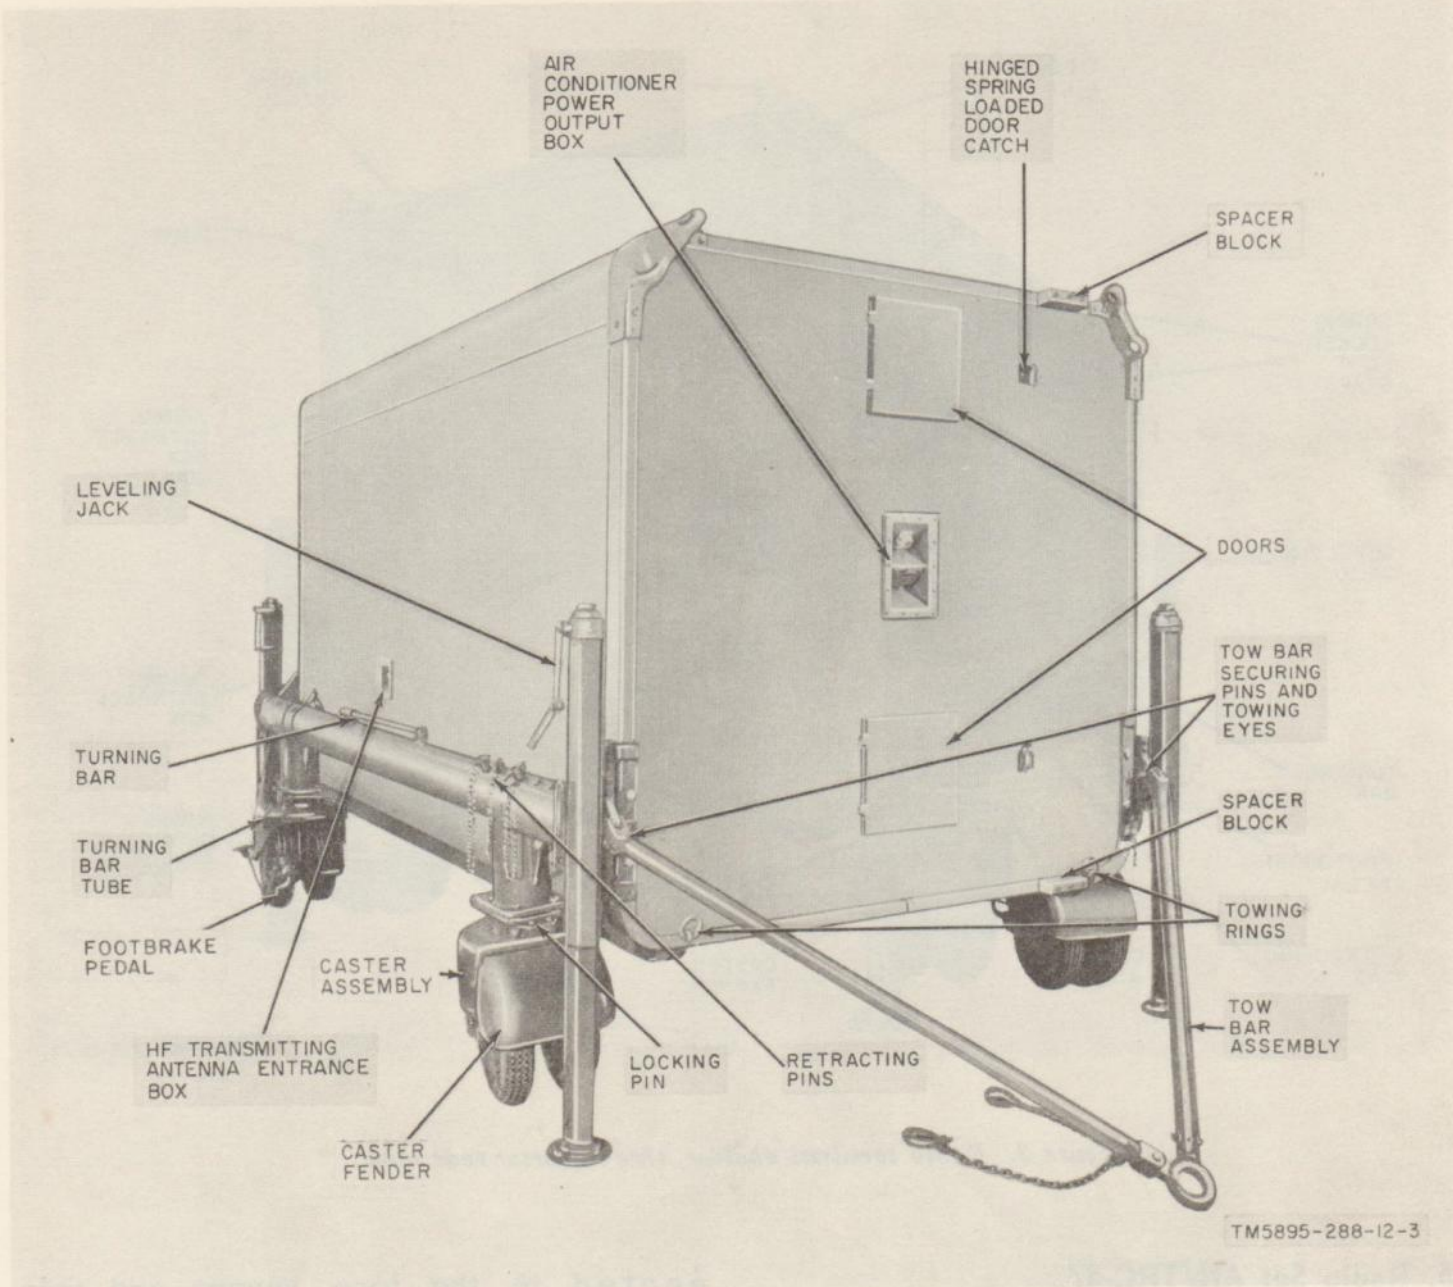 AIR
CONDITIONER
POWER
OUTPUT
BOX
HINGED
SPRING
LOADED
DOOR
CATCH
SPACER
BLOCK
LEVELING
JACK
DOORS
TOW BAR
SECURING
PINS AND
TOWING
EYES
TURNING
BAR
SPACER
BLOCK
TURNING
BAR
TUBE
TOWING
RINGS
FOOTBRAKE
PEDAL
CASTER
ASSEMBLY
TOW
BAR
ASSEMBLY
HF TRANSMITTING
ANTENNA ENTRANCE
BOX
LOCKING
PIN
RETRACTING
PINS
CASTER
FENDER
TM5895-288-12-3